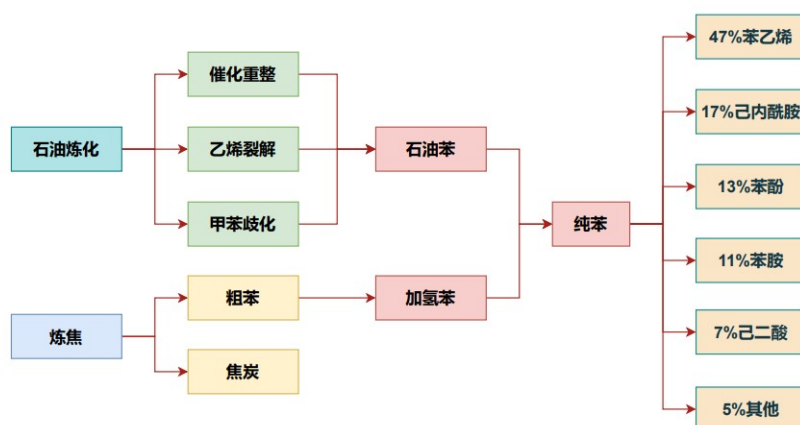 石油炼化
催化重整
乙烯裂解
甲苯歧化
石油苯
炼焦
粗苯
焦炭
加氢苯
纯苯
47%苯乙烯
17%己内酰胺
13%苯酚
11%苯胺
7%己二酸
5%其他